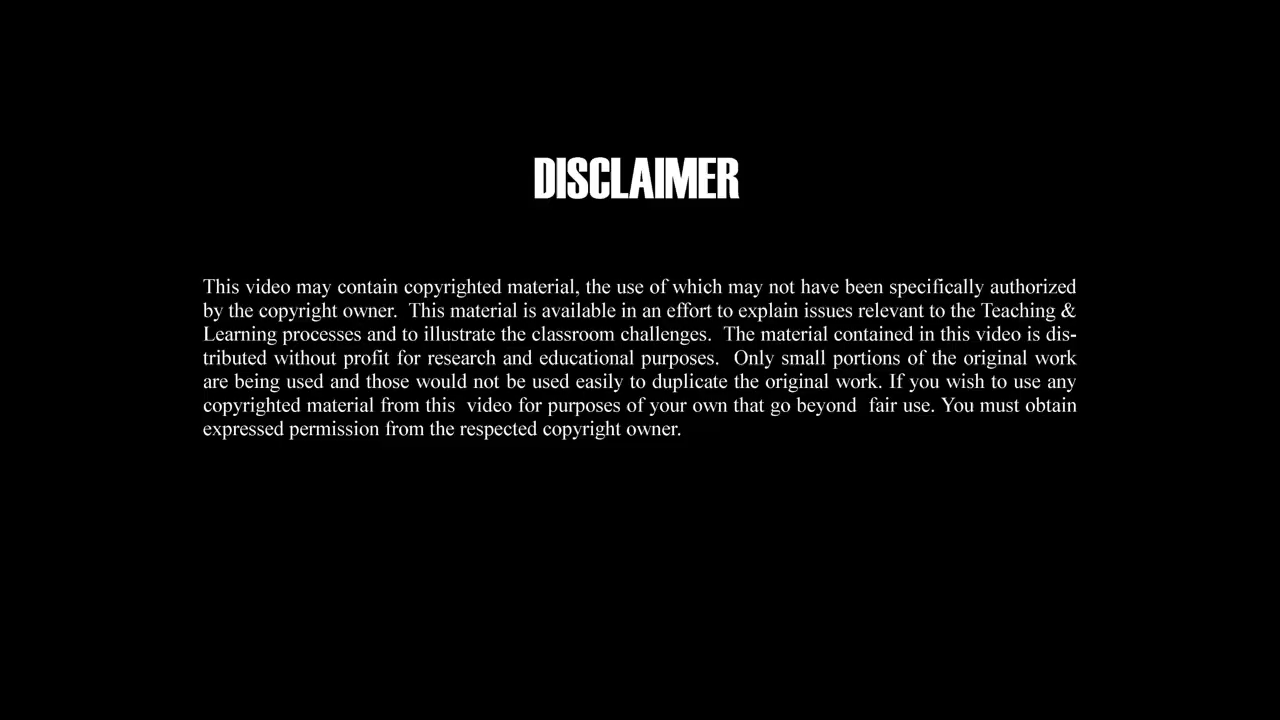 DISCLAIMER
This video may contain copyrighted material, the use of which may not have been specifically authorized
by the copyright owner.  This material is available in an effort to explain issues relevant to the Teaching &
Learning processes and to illustrate the classroom challenges.  The material contained in this video is dis-
tributed without profit for research and educational purposes.  Only small portions of the original work
are being used and those would not be used easily to duplicate the original work. If you wish to use any
copyrighted material from this  video for purposes of your own that go beyond  fair use. You must obtain
expressed permission from the respected copyright owner.